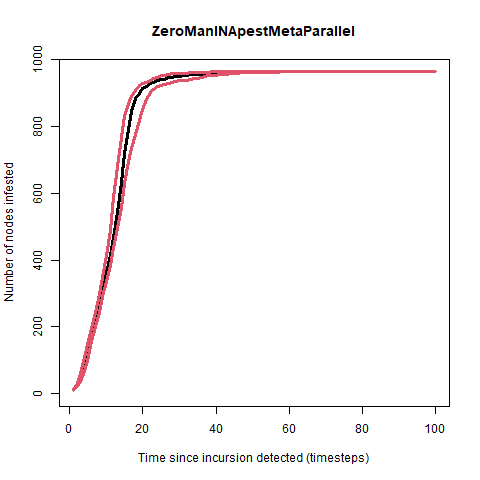 ZeroManINApestMetaParallel
Number of nodes infested
1000
800
600
400
200
0
0 20 40 60 80 100
Time since incursion detected (timesteps)